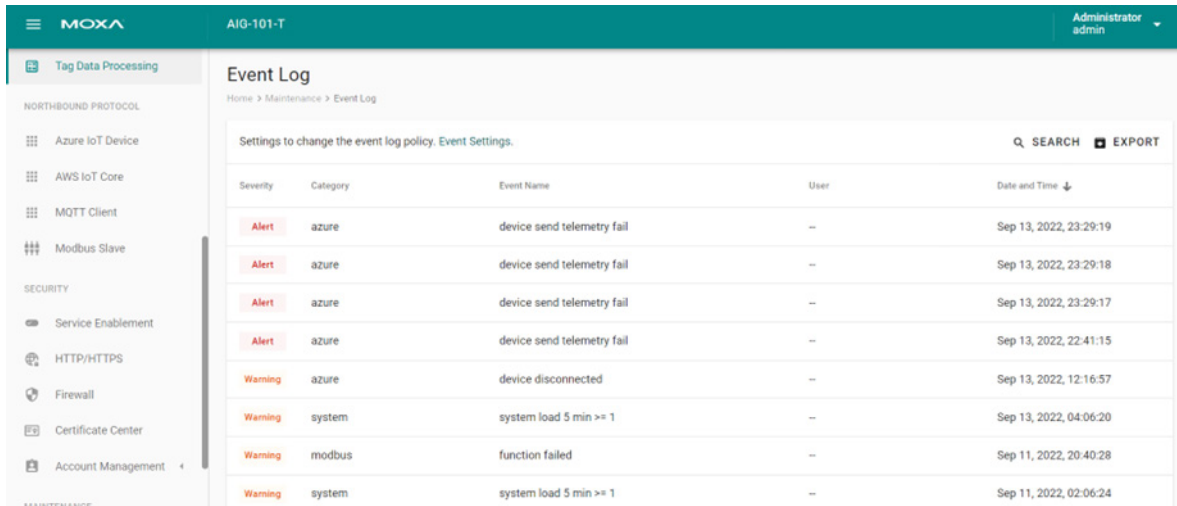 MOXA
AIG-101-T
Administrator
admin
Tag Data Processing
NORTHBOUND PROTOCOL
Azure IoT Device
AWS IoT Core
MQTT Client
Modbus Slave
SECURITY
Service Enablement
HTTP/HTTPS
Firewall
Certificate Center
Account Management
MAINTENANCE
Event Log
Home > Maintenance > Event Log
Settings to change the event log policy. Event Settings.
SEARCH EXPORT
Severity Category Event Name User Date and Time
Alert azure device send telemetry fail -- Sep 13, 2022, 23:29:19
Alert azure device send telemetry fail -- Sep 13, 2022, 23:29:18
Alert azure device send telemetry fail -- Sep 13, 2022, 23:29:17
Alert azure device send telemetry fail -- Sep 13, 2022, 22:41:15
Warning azure device disconnected -- Sep 13, 2022, 12:16:57
Warning system system load 5 min >= 1 -- Sep 13, 2022, 04:06:20
Warning modbus function failed -- Sep 11, 2022, 20:40:28
Warning system system load 5 min >= 1 -- Sep 11, 2022, 02:06:24